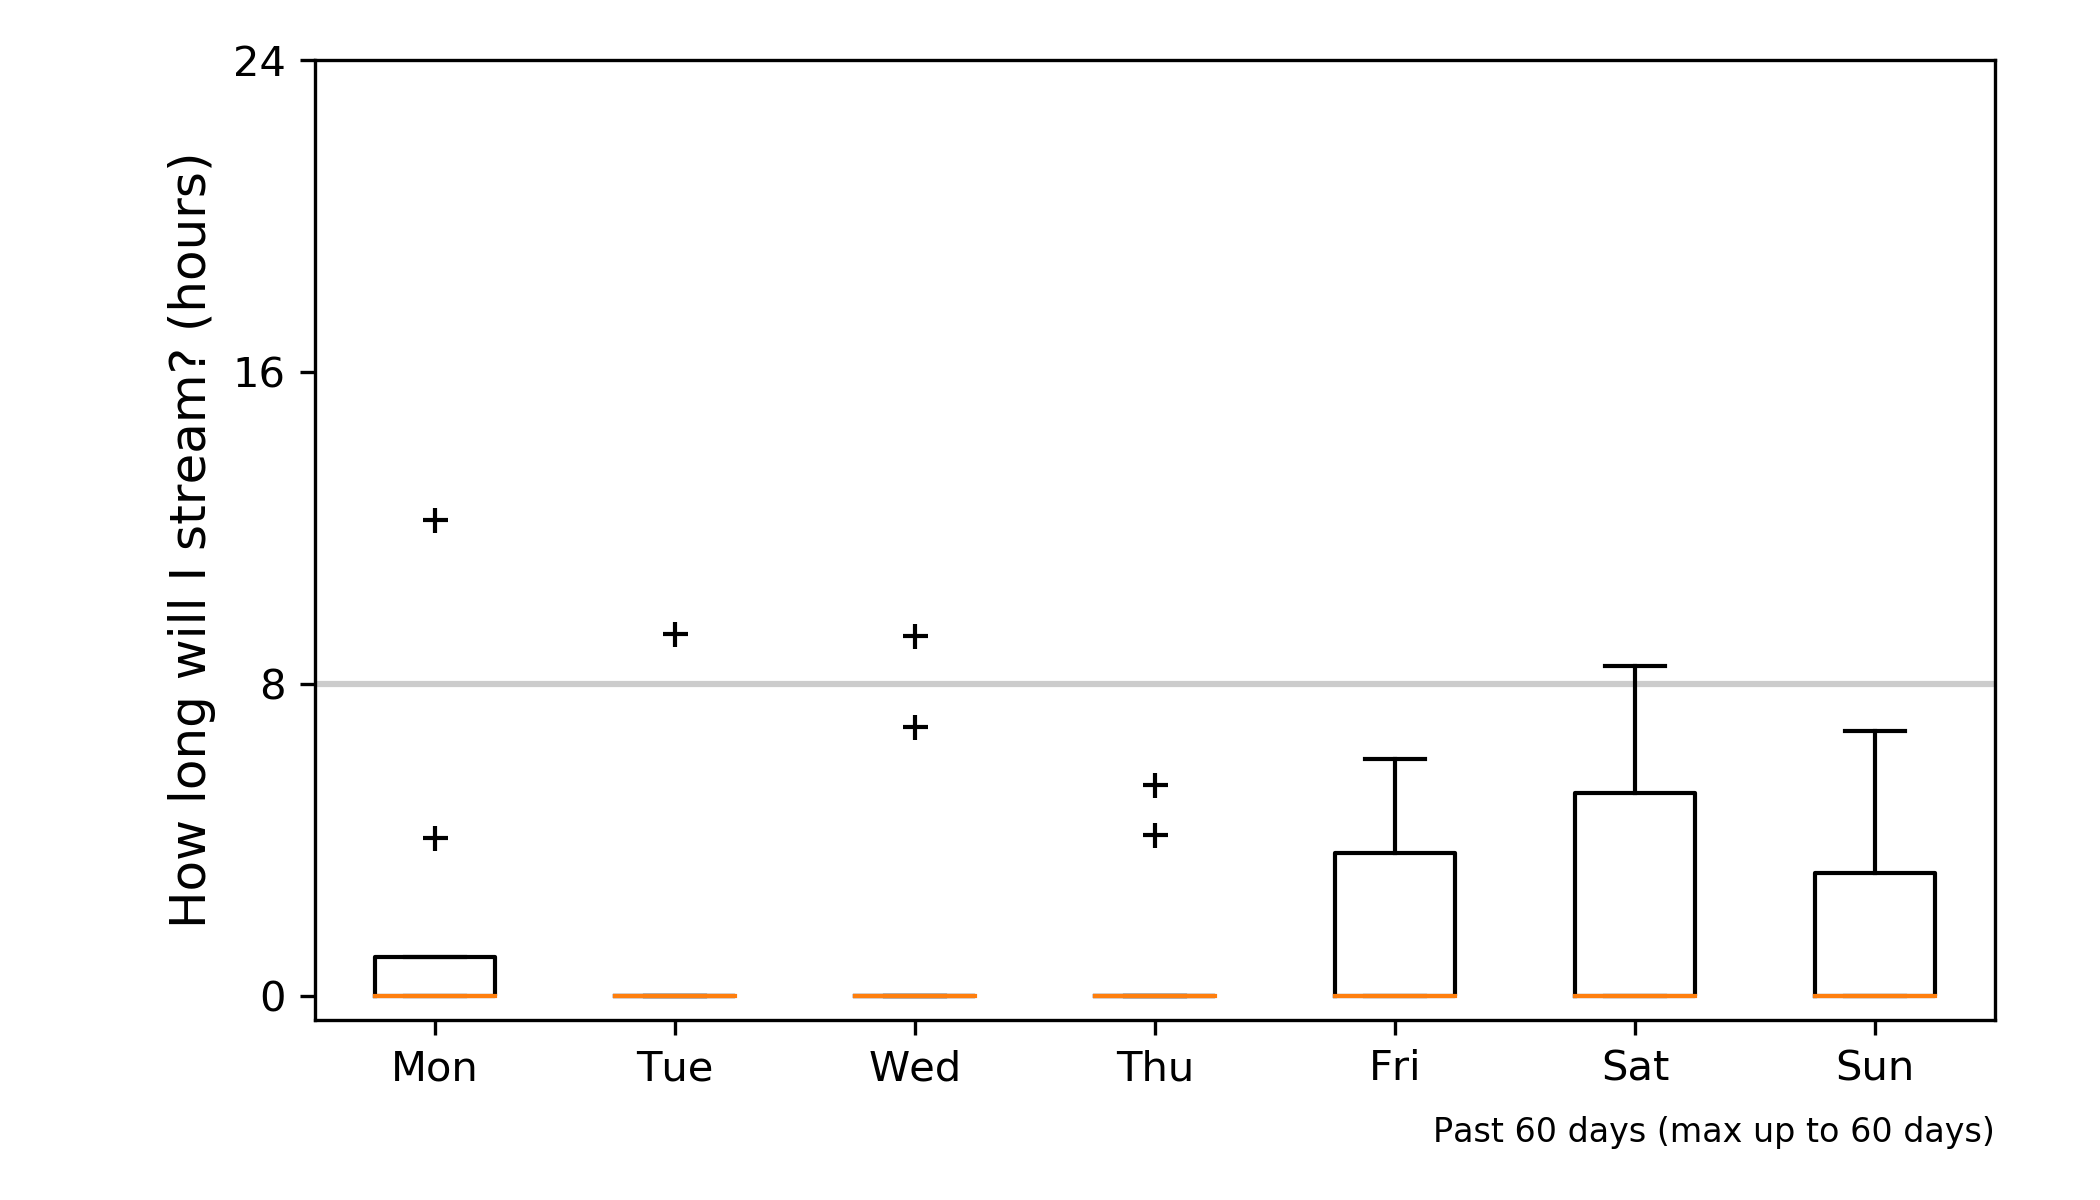 How long will I stream? (hours)
24
16
8
0
Mon Tue Wed Thu Fri Sat Sun
Past 60 days (max up to 60 days)